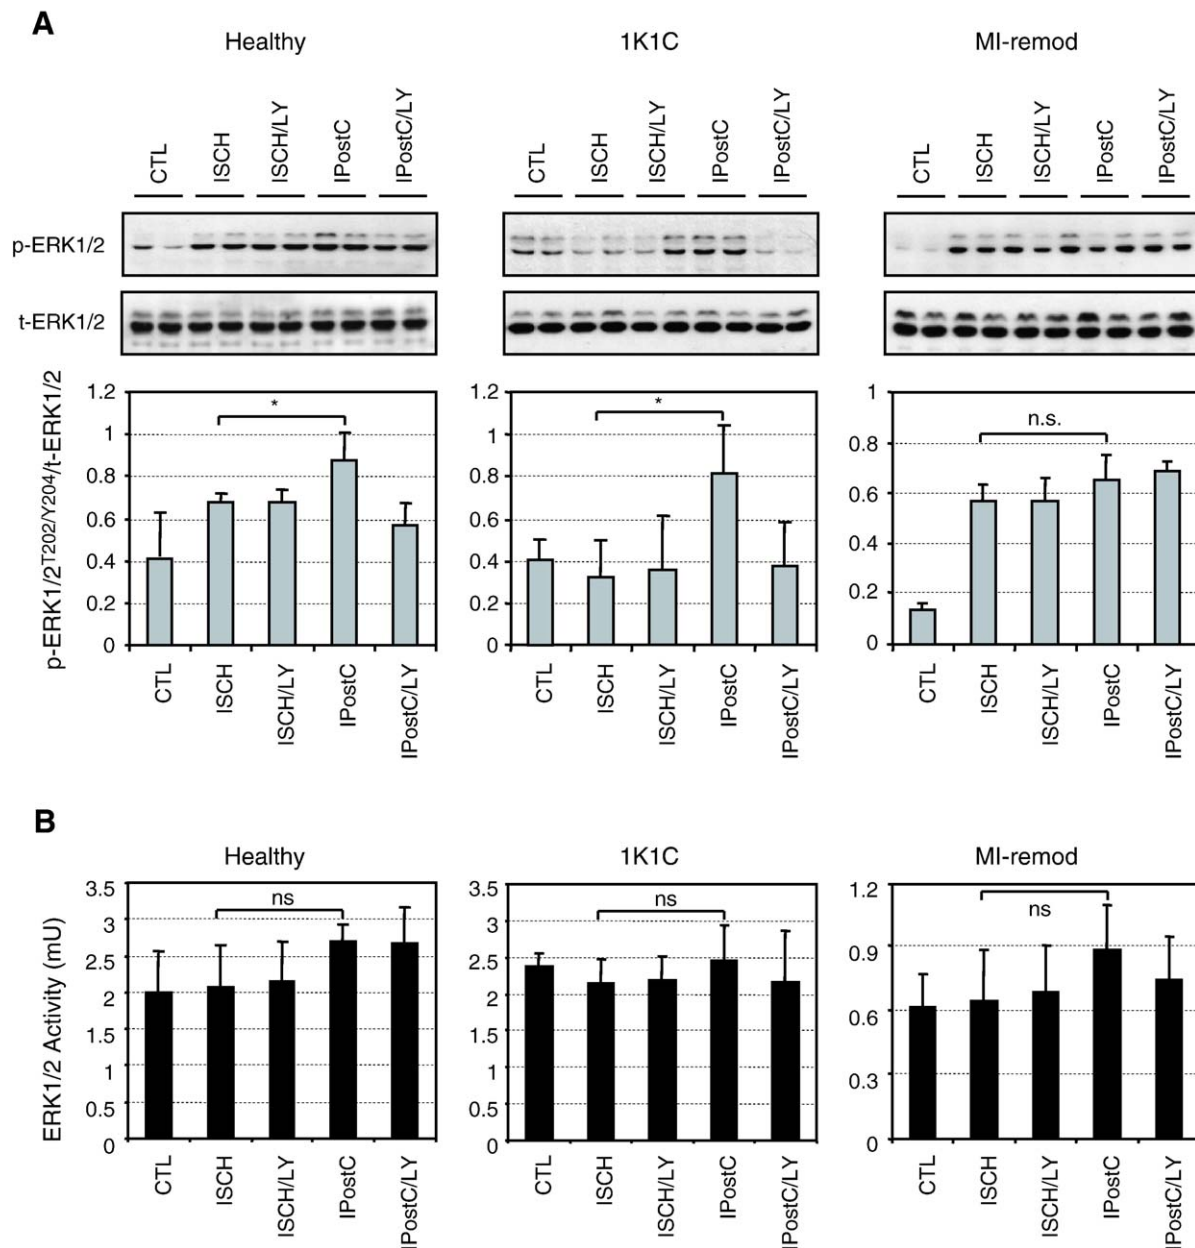 A
Healthy 1K1C MI-remod
CTL ISCH ISCH/LY IPostC IPostC/LY CTL ISCH ISCH/LY IPostC IPostC/LY CTL ISCH ISCH/LY IPostC IPostC/LY
p-ERK1/2
t-ERK1/2
p-ERK1/2T202/Y204/t-ERK1/2
1.2
1
0.8
0.6
0.4
0.2
0
*
1.2
1
0.8
0.6
0.4
0.2
0
*
1
0.8
0.6
0.4
0.2
0
n.s.
CTL ISCH ISCH/LY IPostC IPostC/LY CTL ISCH ISCH/LY IPostC IPostC/LY CTL ISCH ISCH/LY IPostC IPostC/LY
B
Healthy 1K1C MI-remod
ERK1/2 Activity (mU)
3.5
3
2.5
2
1.5
1
0.5
0
ns
3.5
3
2.5
2
1.5
1
0.5
0
ns
1.2
0.9
0.6
0.3
0
ns
CTL ISCH ISCH/LY IPostC IPostC/LY CTL ISCH ISCH/LY IPostC IPostC/LY CTL ISCH ISCH/LY IPostC IPostC/LY